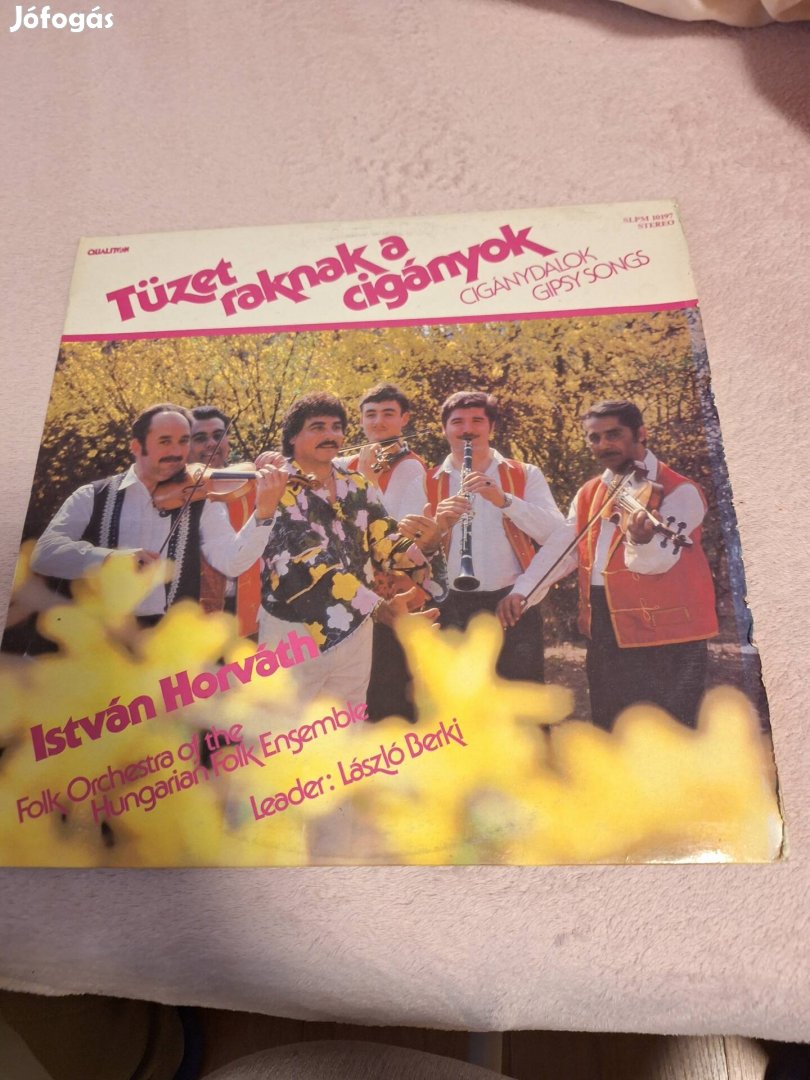 Jófogás
QUALITON
SLPM 10197
STEREO
Tüzet
raknak a
cigányok
CIGÁNYDALOK
GIPSY SONGS
István Horváth
Folk Orchestra of the
Hungarian Folk Ensemble
Leader: László Berki